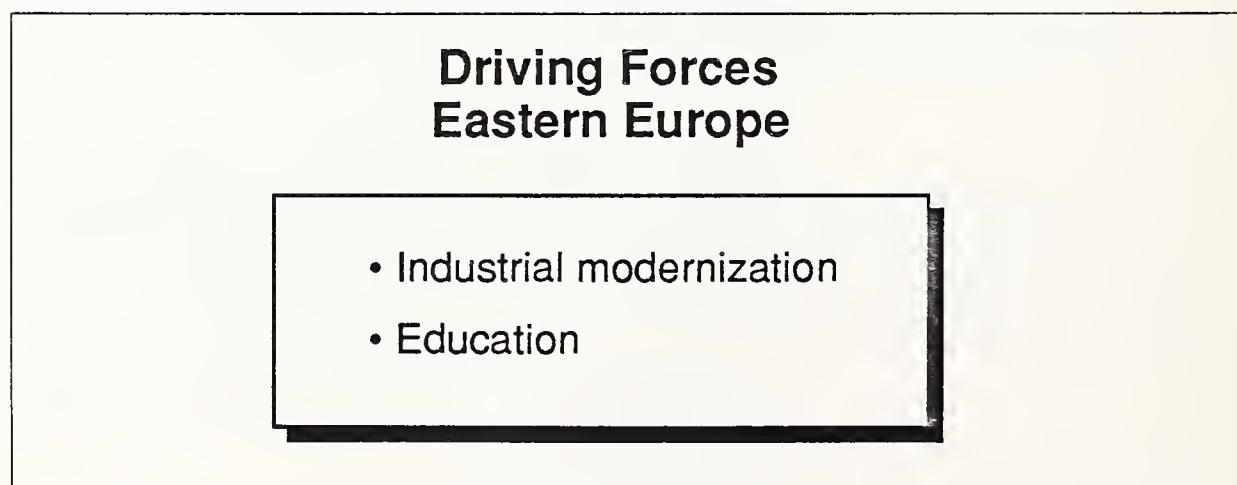 Driving Forces
Eastern Europe
• Industrial modernization
• Education